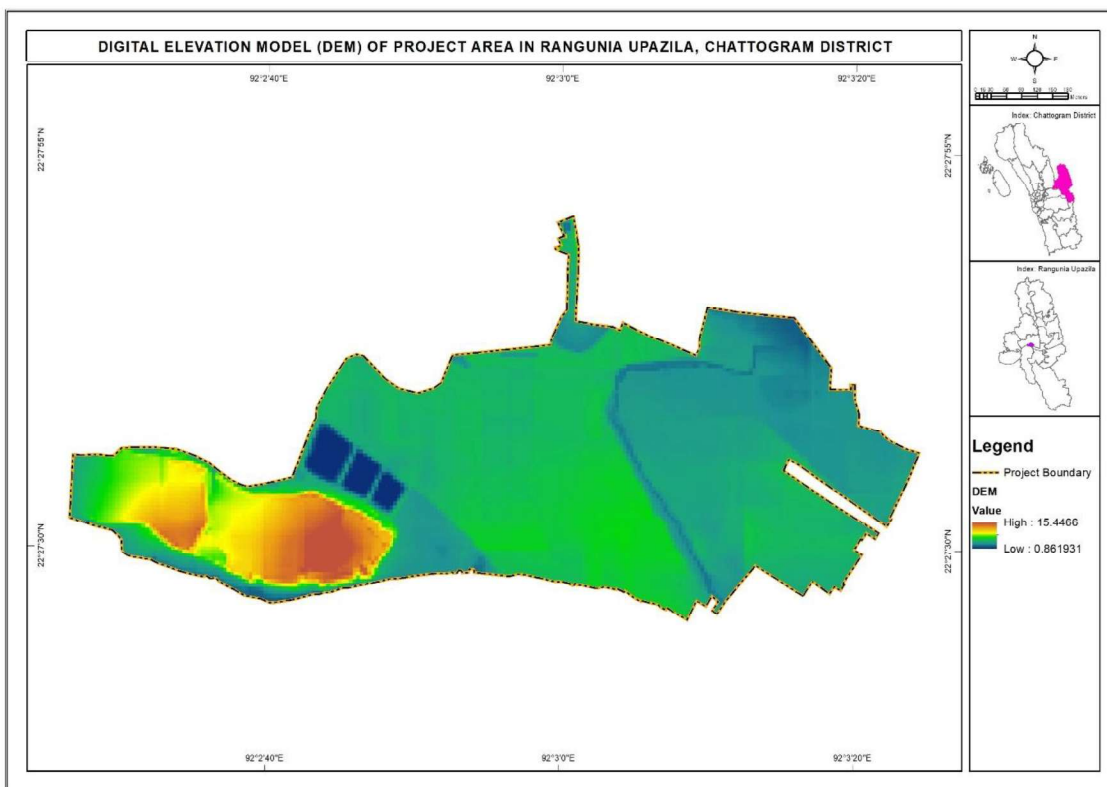 DIGITAL ELEVATION MODEL (DEM) OF PROJECT AREA IN RANGUNIA UPAZILA, CHATTOGRAM DISTRICT
92°2'40"E 92°3'0"E 92°3'20"E
22°27'55"N 22°27'55"N
22°27'30"N 22°27'30"N
92°2'40"E 92°3'0"E 92°3'20"E
N
W
S
Meters
Index: Chattogram District
Index: Rangunia Upazila
Legend
Project Boundary
DEM
Value
High : 15.4466
Low : 0.861931